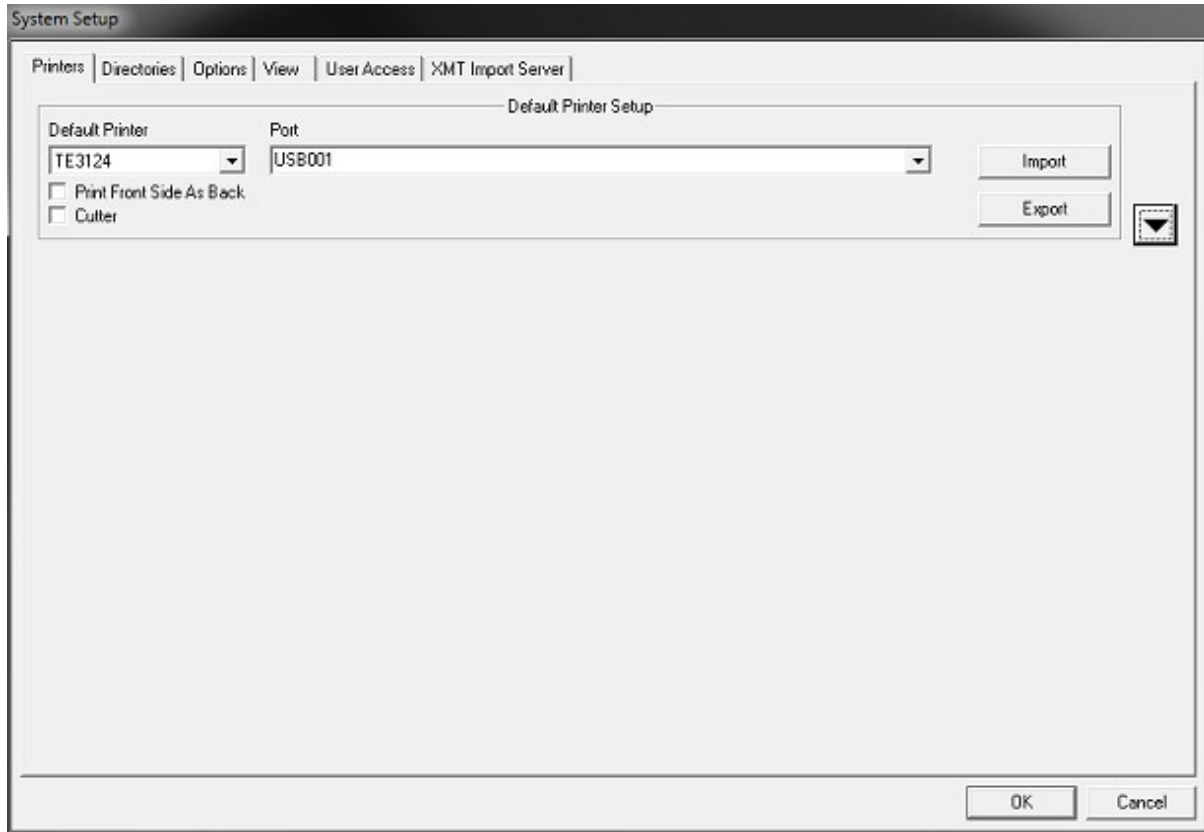 System Setup
Printers Directories Options View User Access XMT Import Server
Default Printer Setup
Default Printer Port
TE3124 USB001 Import
Print Front Side As Back
Cutter Export
OK Cancel